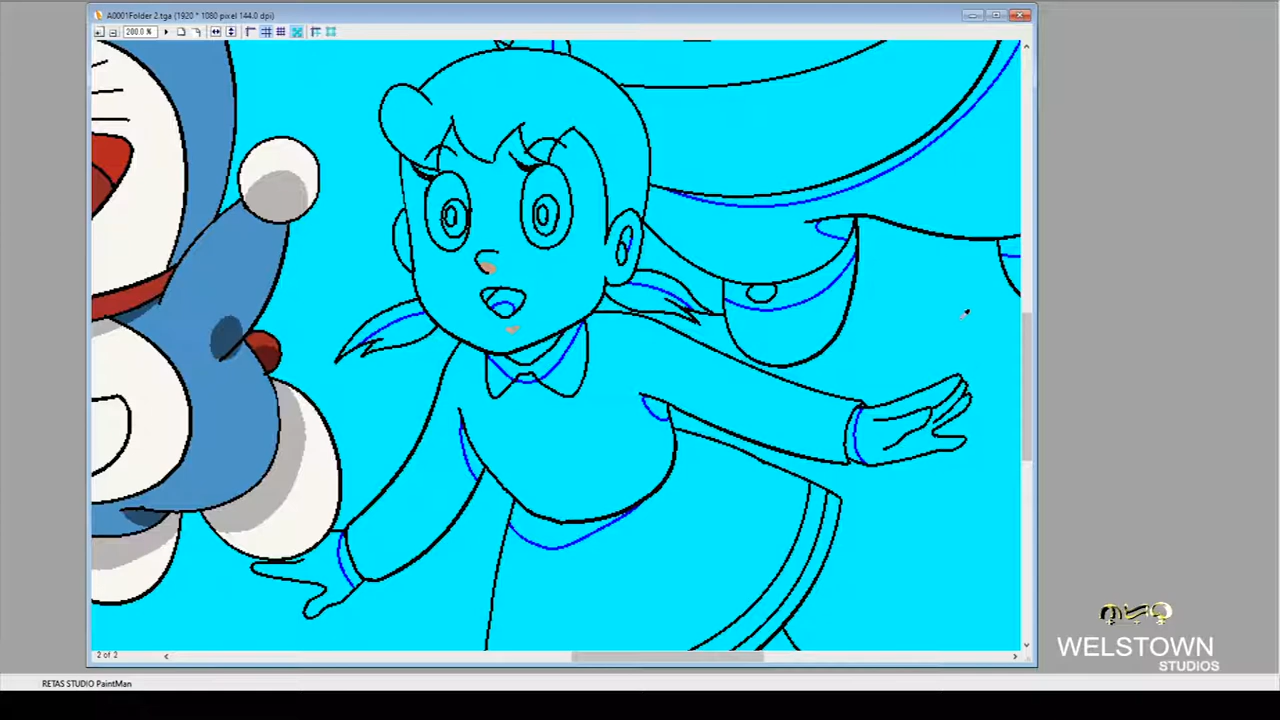 A0001Folder 2.tga (1920 * 1080 pixel 144.0 dpi)
200.0 %
2 of 2
WELSTOWN
STUDIOS
RETAS STUDIO PaintMan